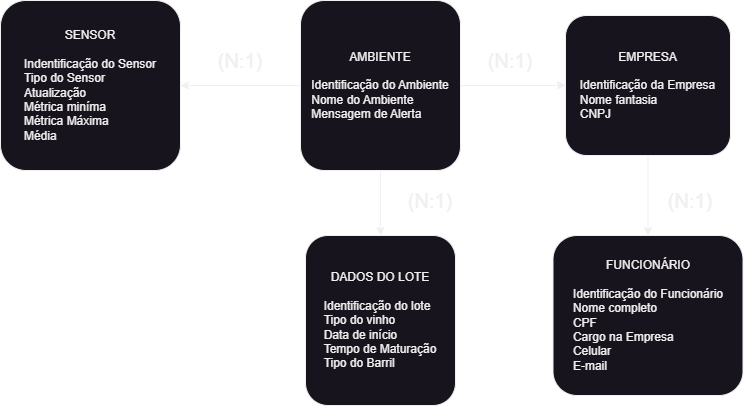 SENSOR
Indentificação do Sensor
Tipo do Sensor
Atualização
Métrica miníma
Métrica Máxima
Média
(N:1)
AMBIENTE
Identificação do Ambiente
Nome do Ambiente
Mensagem de Alerta
(N:1)
EMPRESA
Identificação da Empresa
Nome fantasia
CNPJ
(N:1)
(N:1)
DADOS DO LOTE
Identificação do lote
Tipo do vinho
Data de início
Tempo de Maturação
Tipo do Barril
FUNCIONÁRIO
Identificação do Funcionário
Nome completo
CPF
Cargo na Empresa
Celular
E-mail